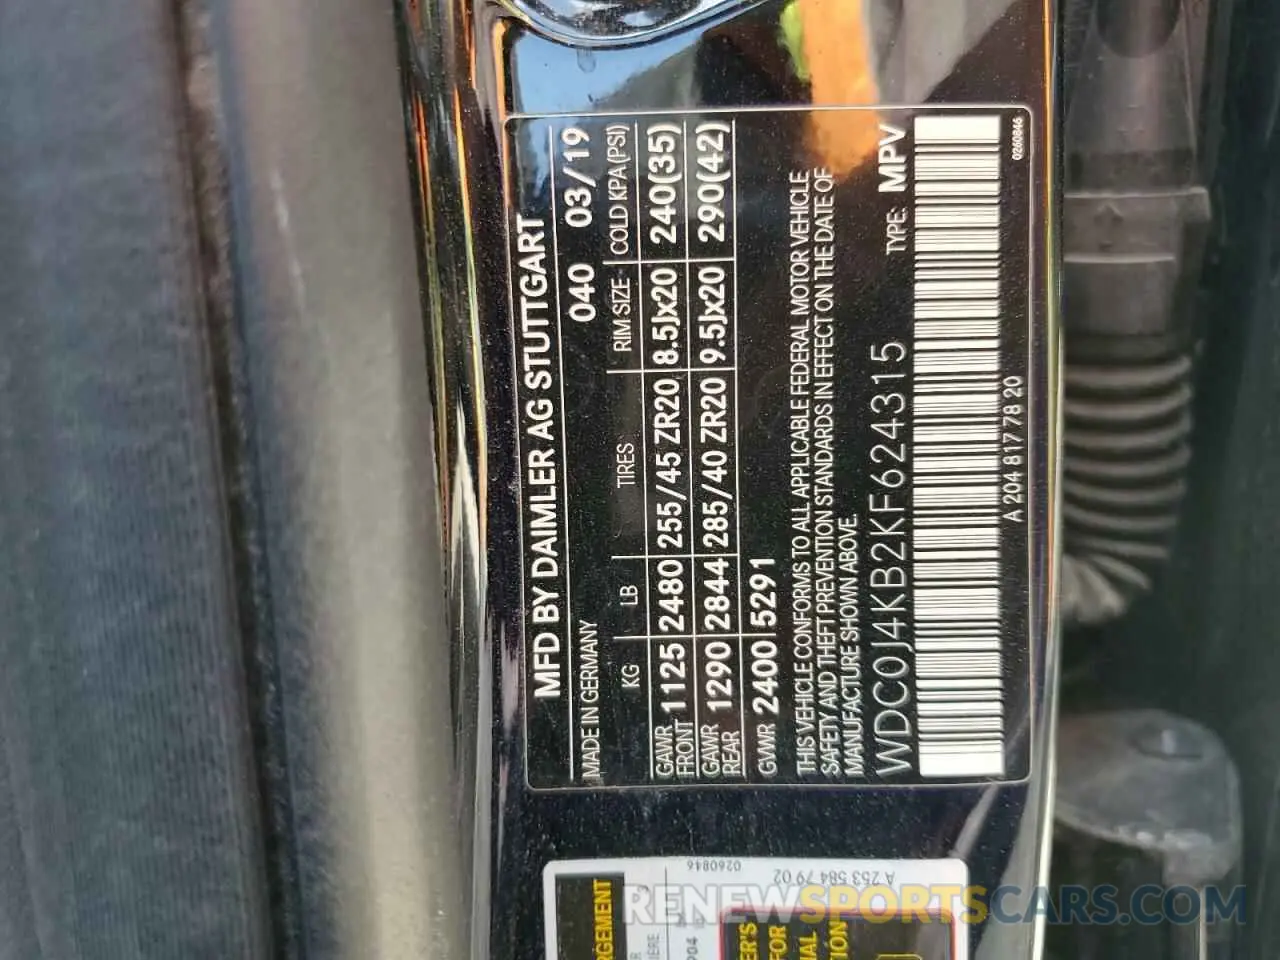 MFD BY DAIMLER AG STUTTGART
MADE IN GERMANY 040 03/19
KG LB TIRES RIM SIZE COLD KPA (PSI)
GAWR FRONT 1125 2480 255/45 ZR20 8.5Jx20 240(35)
GAWR REAR 1290 2844 285/40 ZR20 9.5Jx20 290(42)
GVWR 2400 5291
THIS VEHICLE CONFORMS TO ALL APPLICABLE FEDERAL MOTOR VEHICLE
SAFETY AND THEFT PREVENTION STANDARDS IN EFFECT ON THE DATE OF
MANUFACTURE SHOWN ABOVE.
WDC0J4KB2KF624315 TYPE: MPV
A 204 817 78 20 0260846
A 253 584 79 02 0260846
RENEWSPORTSCARS.COM